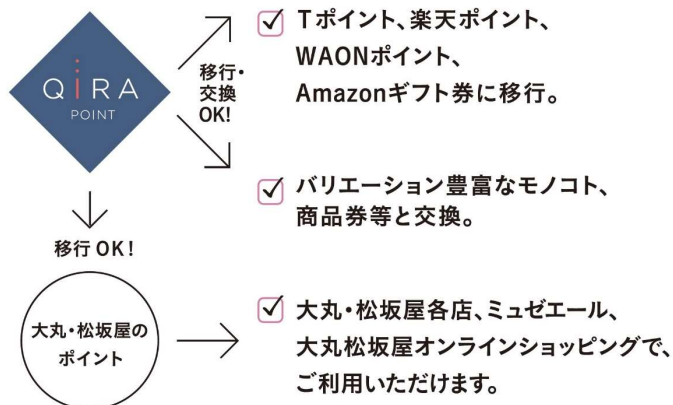 QiRA
POINT
移行・
交換
OK!
Tポイント、楽天ポイント、
WAONポイント、
Amazonギフト券に移行。
バリエーション豊富なモノコト、
商品券等と交換。
移行 OK!
大丸・松坂屋の
ポイント
大丸・松坂屋各店、ミュゼエール、
大丸松坂屋オンラインショッピングで、
ご利用いただけます。